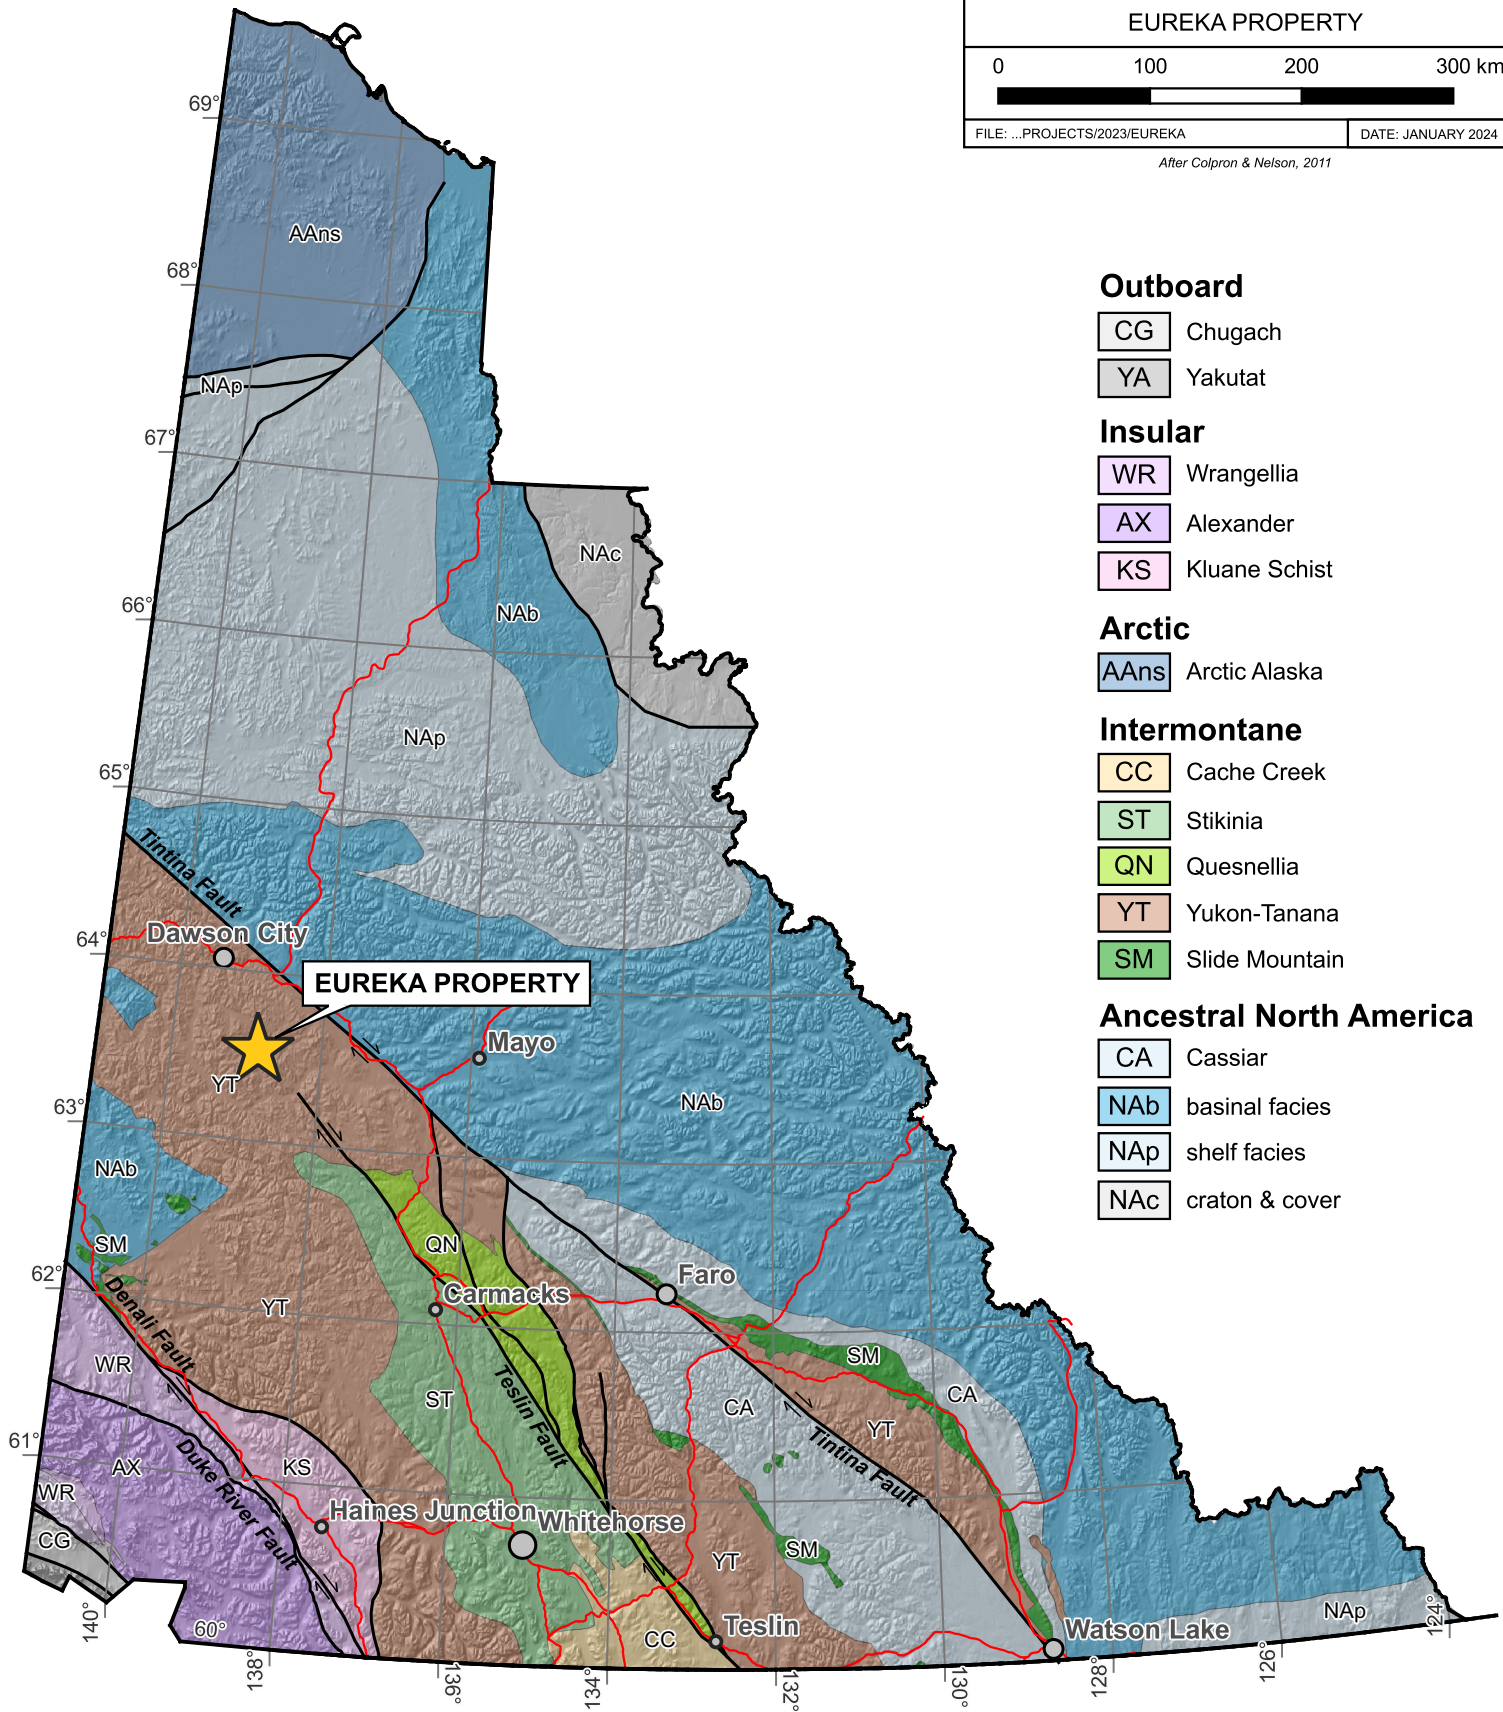 EUREKA PROPERTY
0 100 200 300 km
FILE: ...PROJECTS/2023/EUREKA
DATE: JANUARY 2024
After Colpron & Nelson, 2011
Outboard
CG Chugach
YA Yakutat
Insular
WR Wrangellia
AX Alexander
KS Kluane Schist
Arctic
AAns Arctic Alaska
Intermontane
CC Cache Creek
ST Stikinia
QN Quesnellia
YT Yukon-Tanana
SM Slide Mountain
Ancestral North America
CA Cassiar
NAb basinal facies
NAp shelf facies
NAc craton & cover
69°
AAns
68°
NAp
67°
NAc
66°
NAb
NAp
65°
Tintina Fault
Dawson City
64°
EUREKA PROPERTY
Mayo
YT
63°
NAb
NAb
SM
QN
62°
Faro
Carmacks
YT
Denali Fault
WR
SM
CA
ST
CA
Teslin Fault
YT
61°
AX
KS
Duke River Fault
Tintina Fault
WR
Haines Junction
Whitehorse
CG
SM
YT
NAp
Teslin
Watson Lake
CC
60°
140°
138°
136°
134°
132°
130°
128°
126°
124°